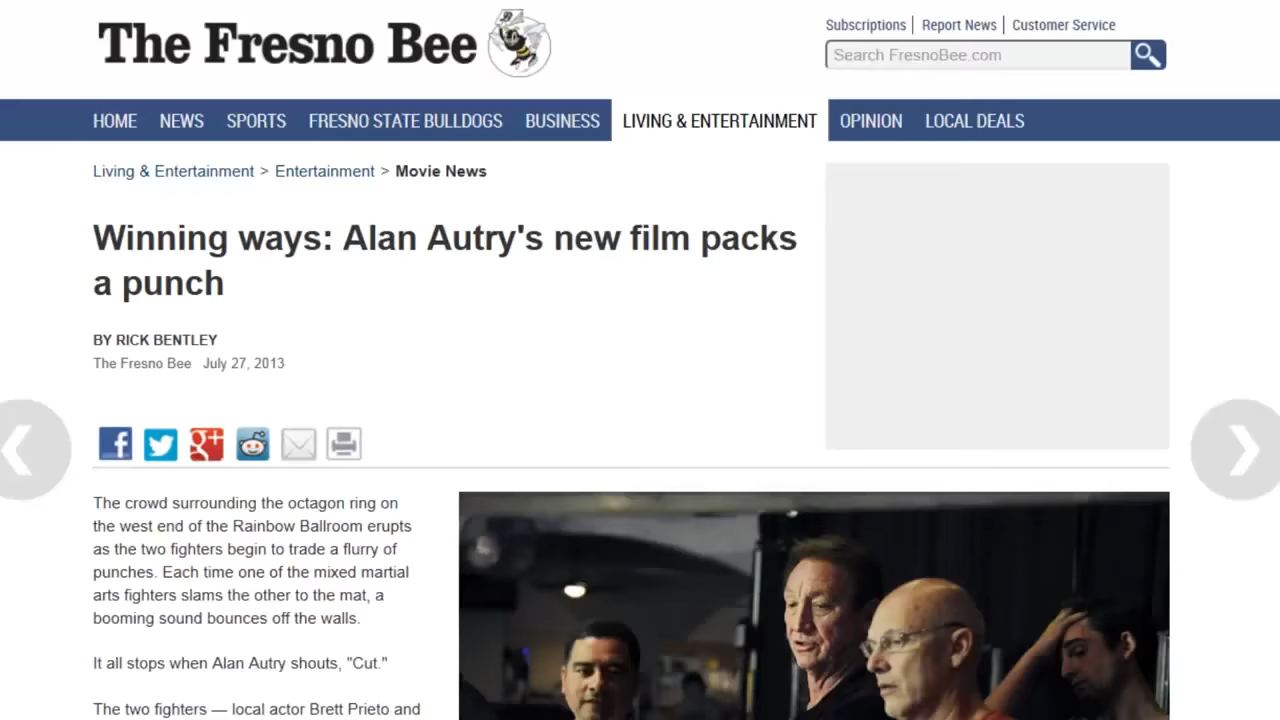 The Fresno Bee
Subscriptions | Report News | Customer Service
Search FresnoBee.com
HOME NEWS SPORTS FRESNO STATE BULLDOGS BUSINESS LIVING & ENTERTAINMENT OPINION LOCAL DEALS
Living & Entertainment > Entertainment > Movie News
Winning ways: Alan Autry's new film packs
a punch
BY RICK BENTLEY
The Fresno Bee July 27, 2013
The crowd surrounding the octagon ring on
the west end of the Rainbow Ballroom erupts
as the two fighters begin to trade a flurry of
punches. Each time one of the mixed martial
arts fighters slams the other to the mat, a
booming sound bounces off the walls.
It all stops when Alan Autry shouts, "Cut."
The two fighters — local actor Brett Prieto and